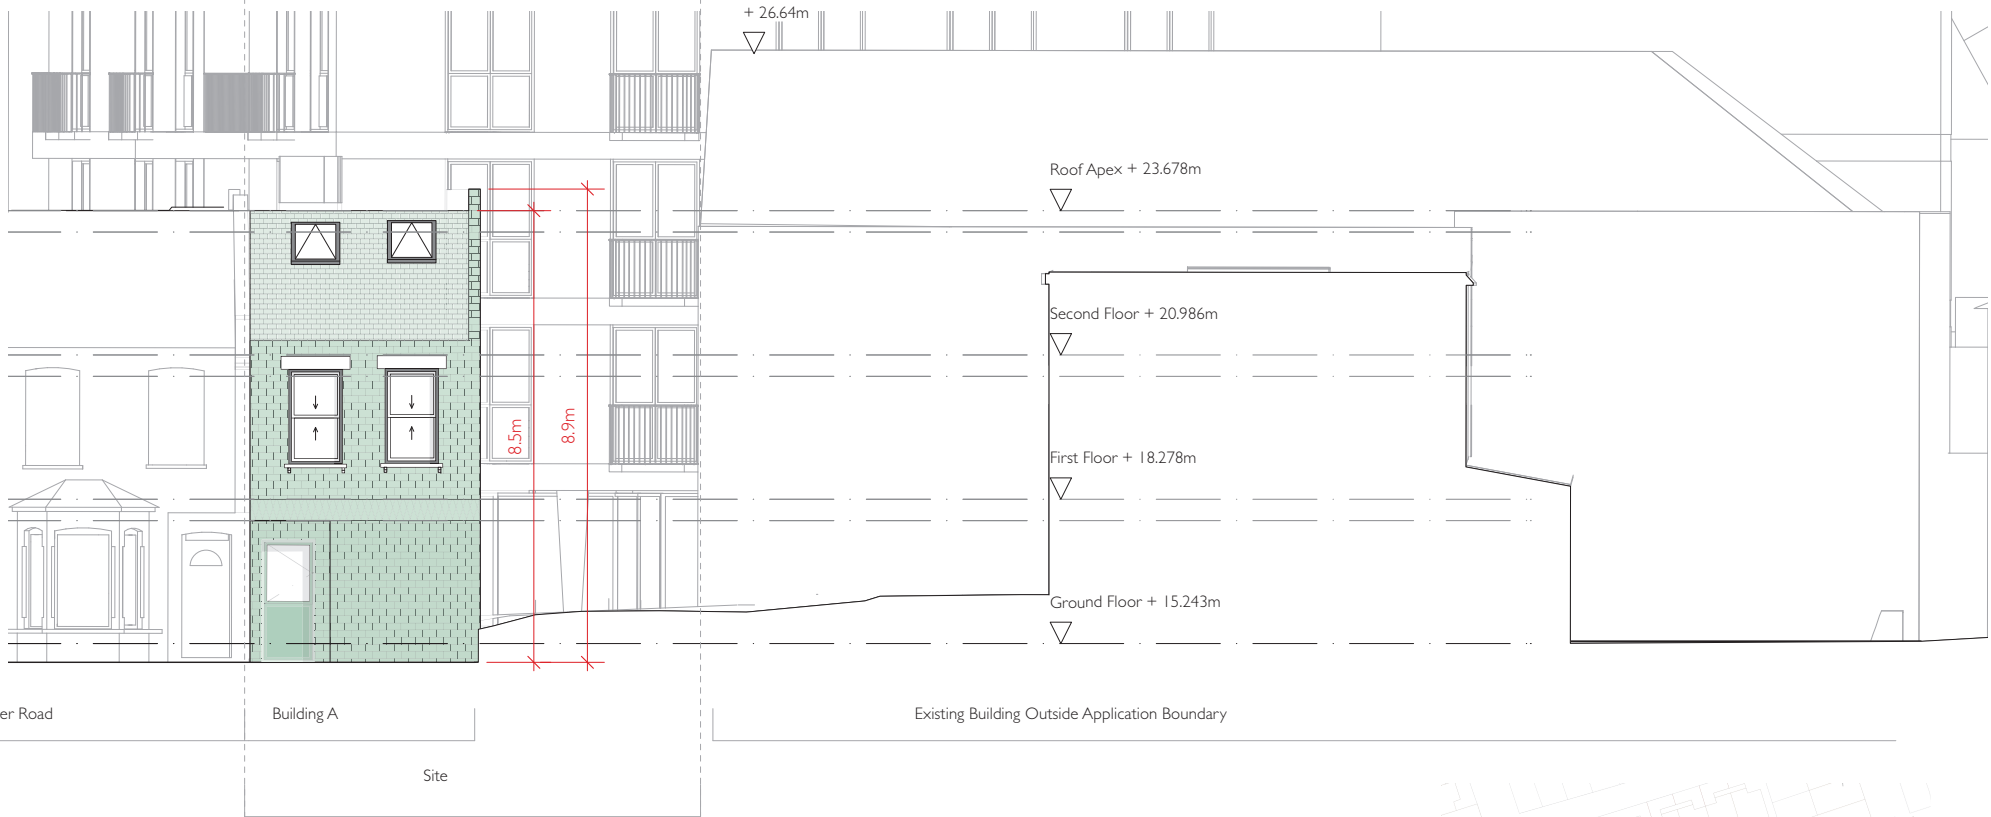 + 26.64m
Roof Apex + 23.678m
Second Floor + 20.986m
8.5m
8.9m
First Floor + 18.278m
Ground Floor + 15.243m
er Road
Building A
Existing Building Outside Application Boundary
Site